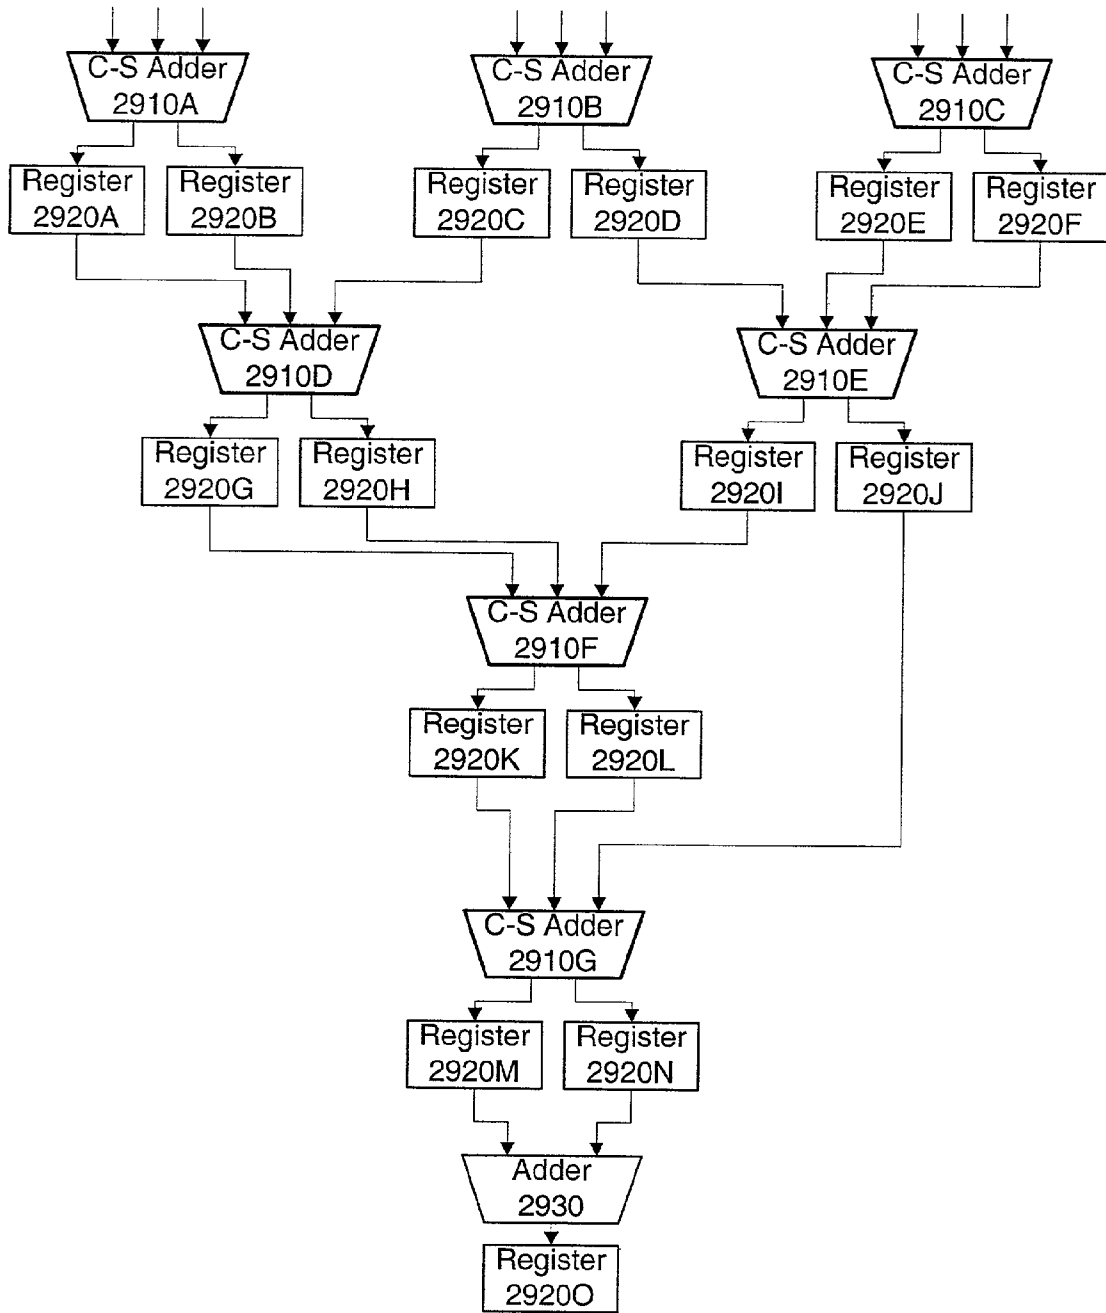 C-S Adder
2910A
C-S Adder
2910B
C-S Adder
2910C
Register
2920A
Register
2920B
Register
2920C
Register
2920D
Register
2920E
Register
2920F
C-S Adder
2910D
C-S Adder
2910E
Register
2920G
Register
2920H
Register
2920I
Register
2920J
C-S Adder
2910F
Register
2920K
Register
2920L
C-S Adder
2910G
Register
2920M
Register
2920N
Adder
2930
Register
2920O